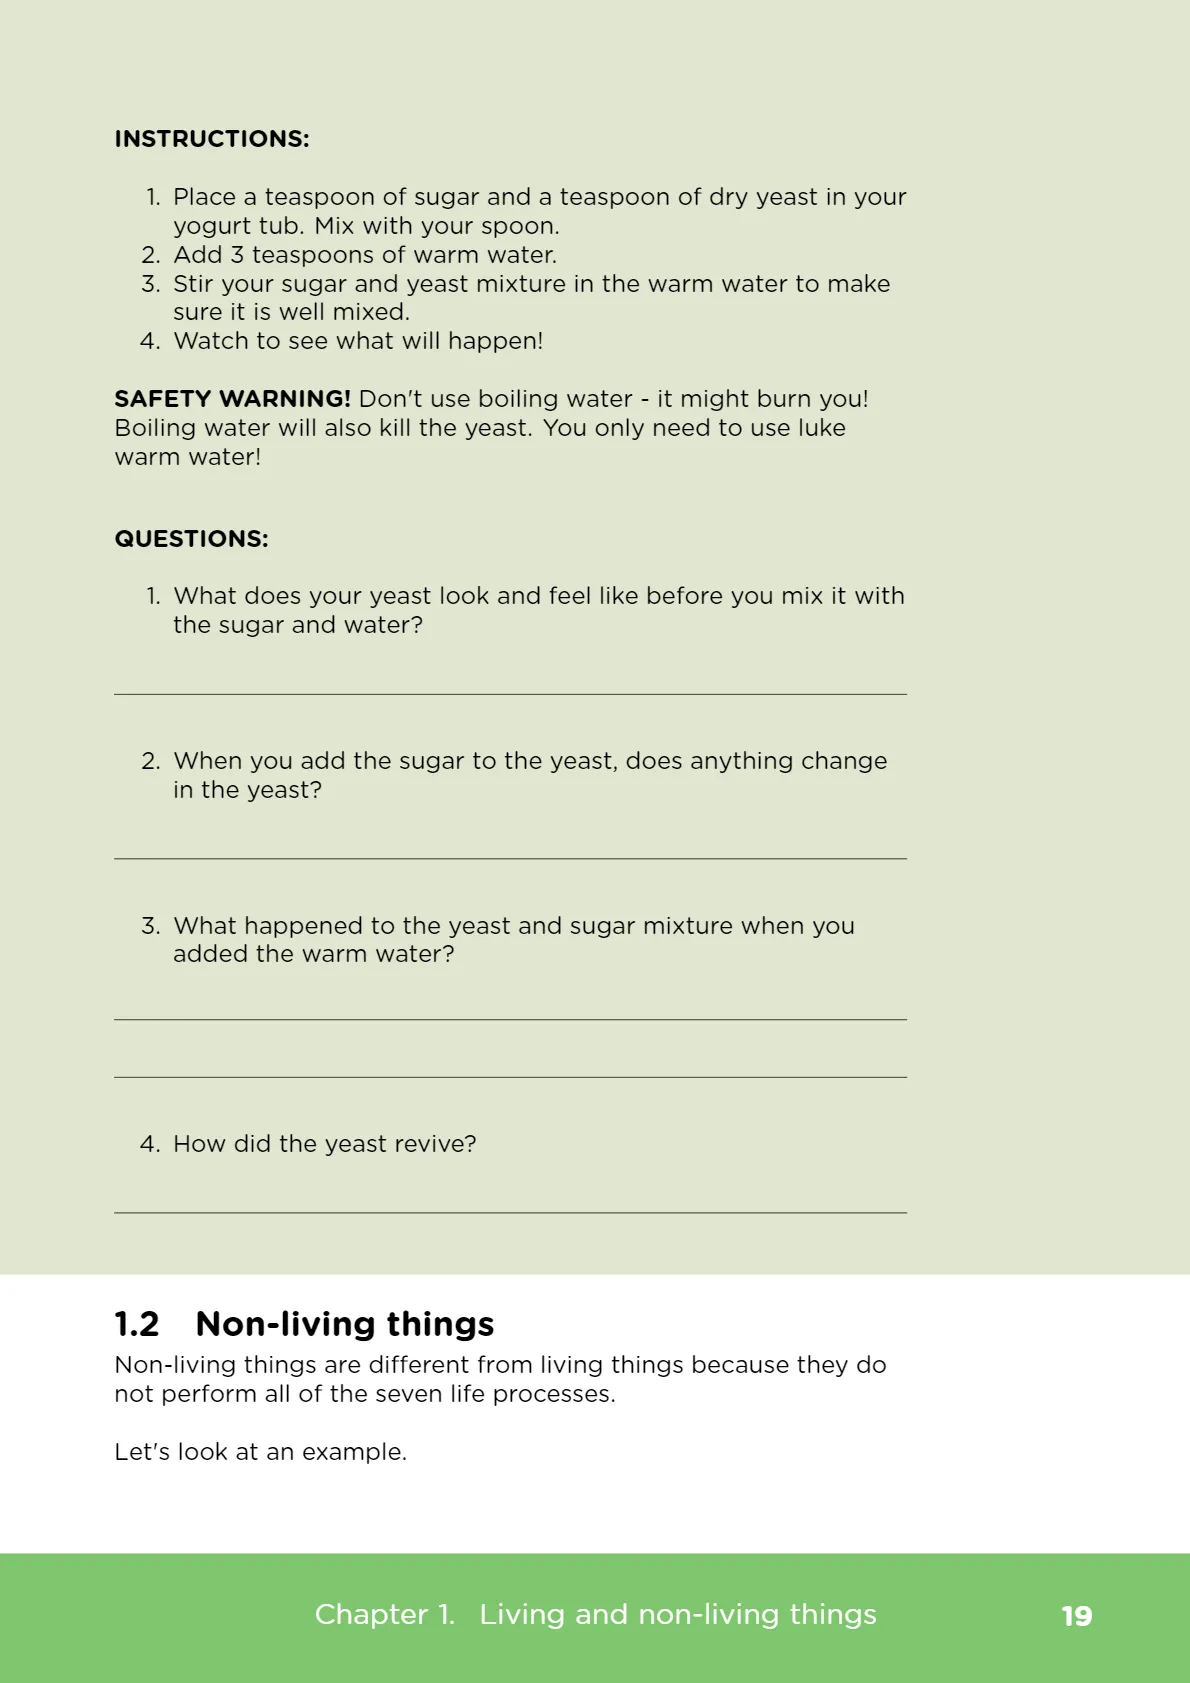 INSTRUCTIONS:
1. Place a teaspoon of sugar and a teaspoon of dry yeast in your
yogurt tub. Mix with your spoon.
2. Add 3 teaspoons of warm water.
3. Stir your sugar and yeast mixture in the warm water to make
sure it is well mixed.
4. Watch to see what will happen!
SAFETY WARNING! Don't use boiling water - it might burn you!
Boiling water will also kill the yeast. You only need to use luke
warm water!
QUESTIONS:
1. What does your yeast look and feel like before you mix it with
the sugar and water?
2. When you add the sugar to the yeast, does anything change
in the yeast?
3. What happened to the yeast and sugar mixture when you
added the warm water?
4. How did the yeast revive?
1.2 Non-living things
Non-living things are different from living things because they do
not perform all of the seven life processes.
Let's look at an example.
Chapter 1. Living and non-living things 19